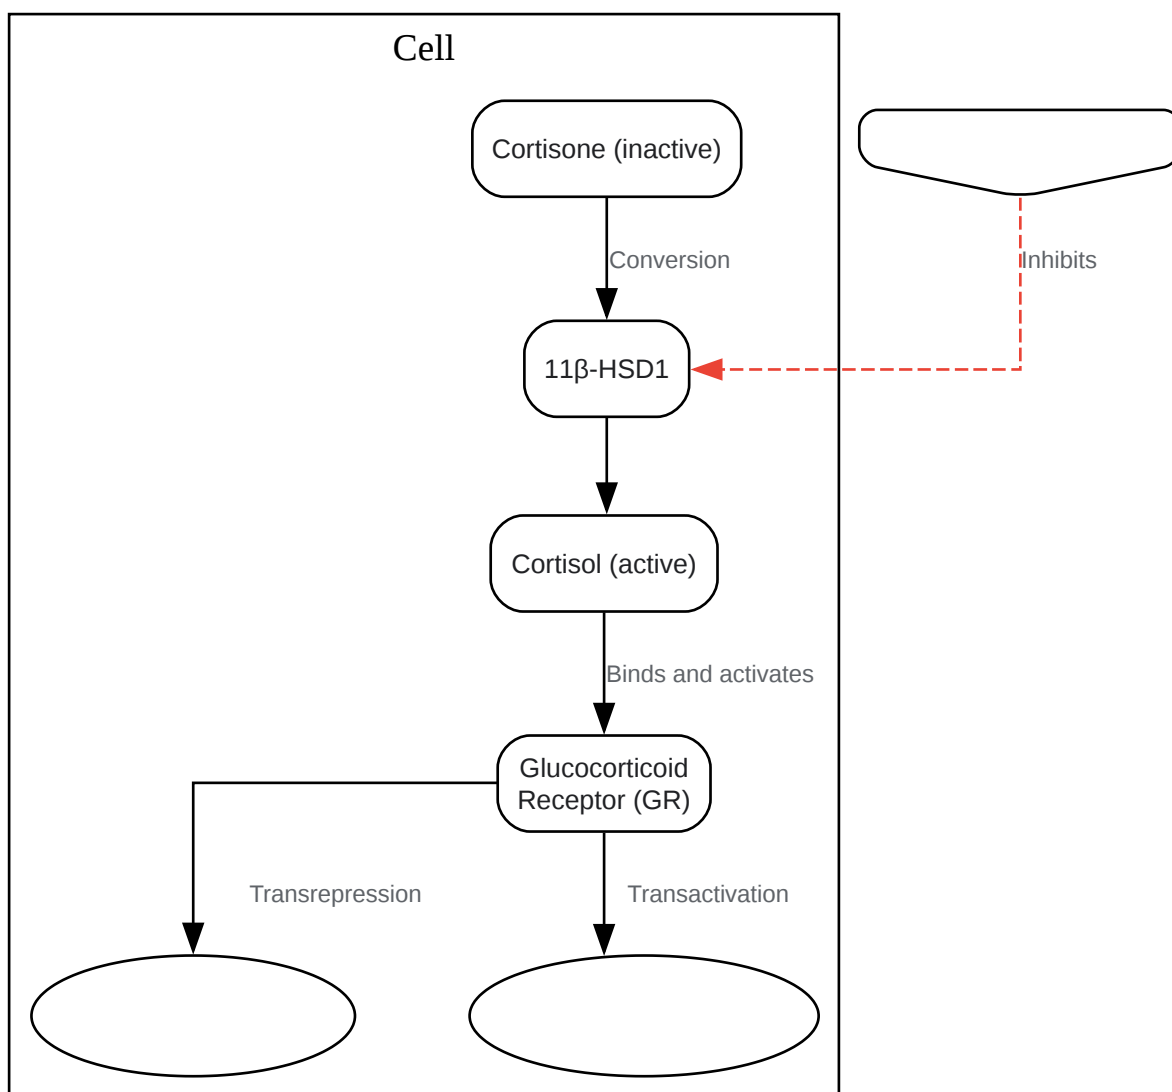 Cell
Cortisone (inactive)
Conversion
Inhibits
11β-HSD1
Cortisol (active)
Binds and activates
Glucocorticoid
Receptor (GR)
Transrepression
Transactivation